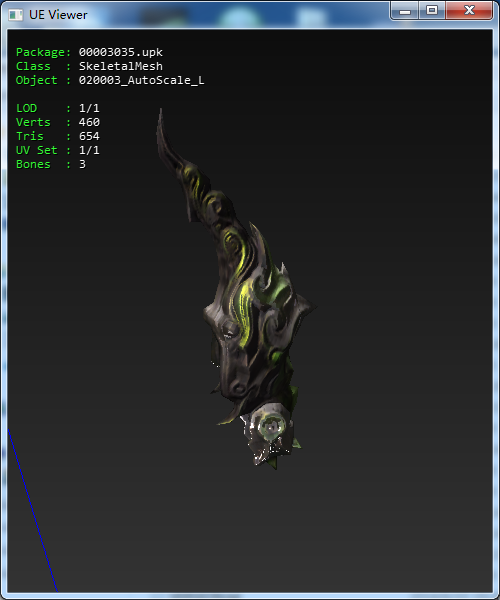 UE Viewer
Package: 00003035.upk
Class : SkeletalMesh
Object : 020003_AutoScale_L
LOD : 1/1
Verts : 460
Tris : 654
UV Set : 1/1
Bones : 3